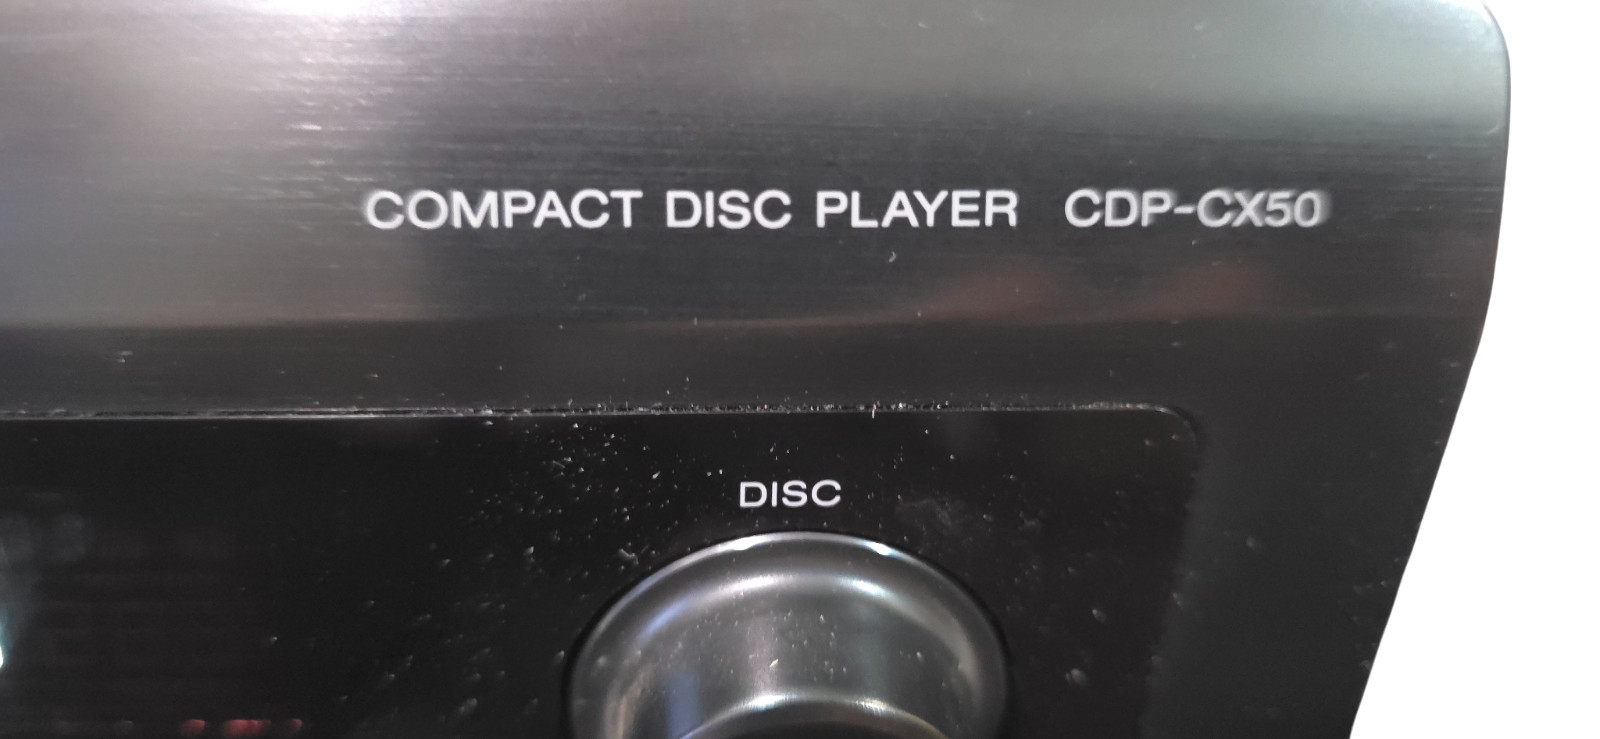 COMPACT DISC PLAYER CDP-CX50
DISC